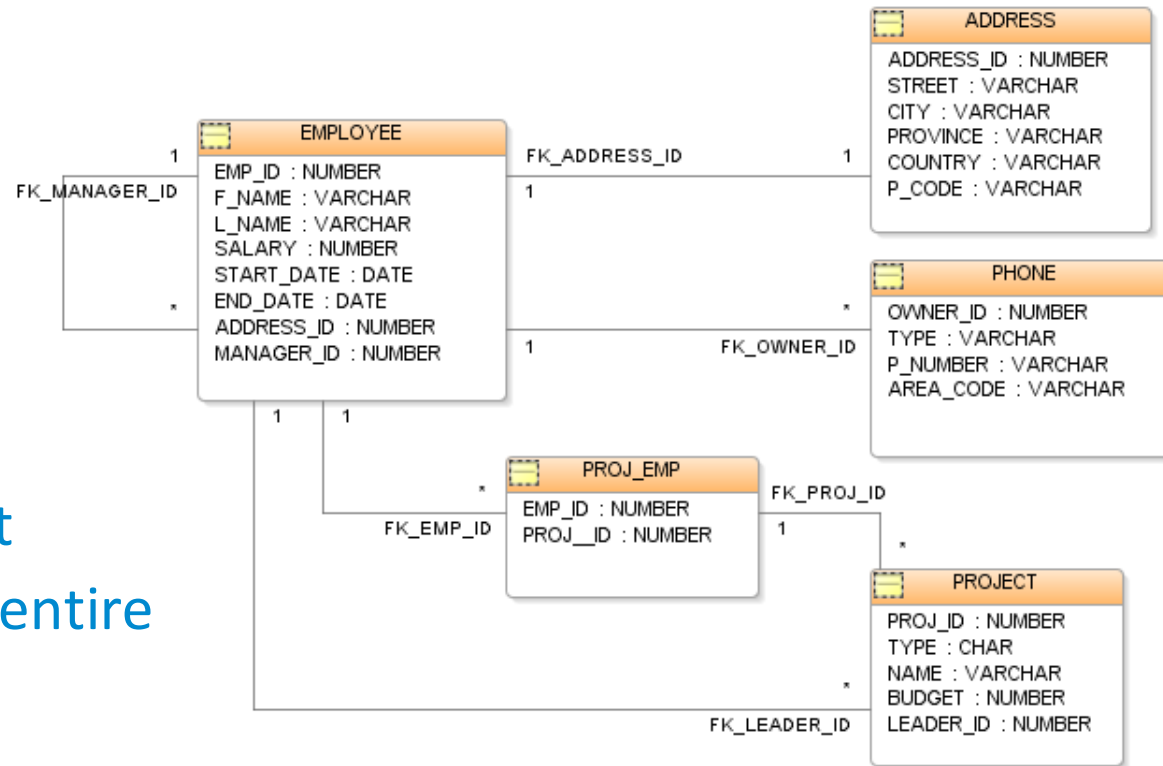 ADDRESS
ADDRESS_ID : NUMBER
STREET : VARCHAR
CITY : VARCHAR
PROVINCE : VARCHAR
COUNTRY : VARCHAR
P_CODE : VARCHAR
EMPLOYEE
EMP_ID : NUMBER
F_NAME : VARCHAR
L_NAME : VARCHAR
SALARY : NUMBER
START_DATE : DATE
END_DATE : DATE
ADDRESS_ID : NUMBER
MANAGER_ID : NUMBER
1
FK_MANAGER_ID
*
FK_ADDRESS_ID
1
1
PHONE
OWNER_ID : NUMBER
TYPE : VARCHAR
P_NUMBER : VARCHAR
AREA_CODE : VARCHAR
*
1
FK_OWNER_ID
1
1
*
FK_EMP_ID
PROJ_EMP
EMP_ID : NUMBER
PROJ__ID : NUMBER
FK_PROJ_ID
1
*
t
entire
PROJECT
PROJ_ID : NUMBER
TYPE : CHAR
NAME : VARCHAR
BUDGET : NUMBER
LEADER_ID : NUMBER
*
FK_LEADER_ID